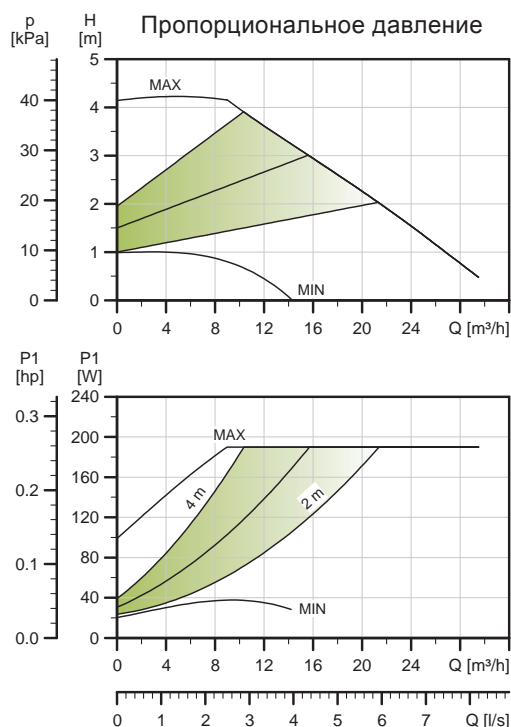 p H Пропорциональное давление
[kPa] [m]
5
MAX
40 4
30 3
20 2
10 1
MIN
0 0
0 4 8 12 16 20 24 Q [m³/h]
P1 P1
[hp] [W]
240
0.3
200
MAX
160
0.2
4 m 2 m
120
0.1 80
40
MIN
0.0 0
0 4 8 12 16 20 24 Q [m³/h]
0 1 2 3 4 5 6 7 Q [l/s]